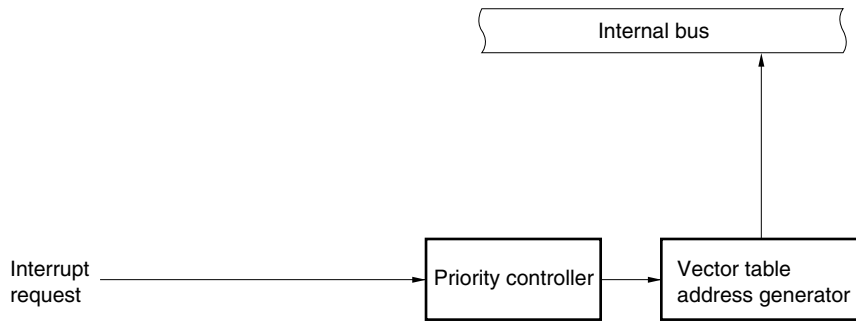 Internal bus
Interrupt
request
Priority controller
Vector table
address generator